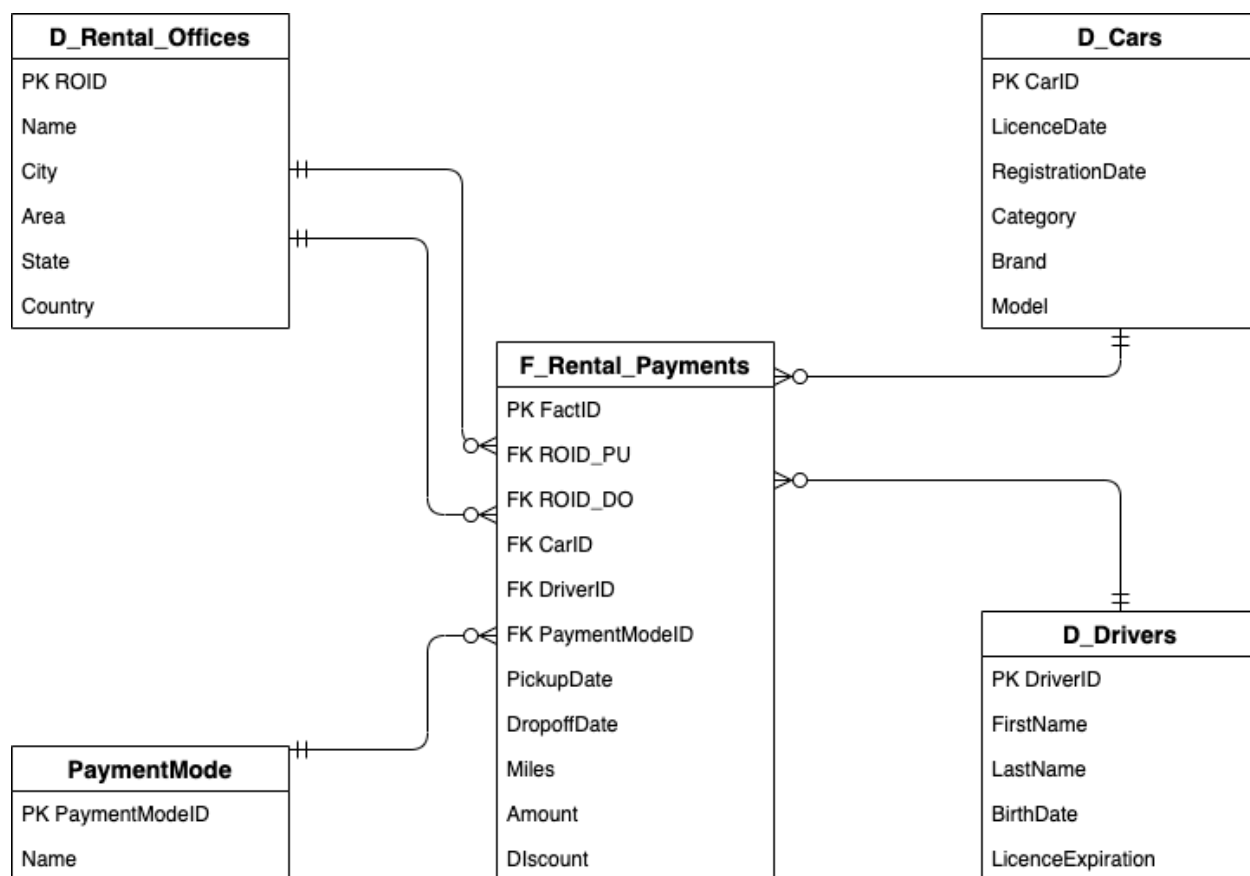 D_Rental_Offices
PK ROID
Name
City
Area
State
Country
D_Cars
PK CarID
LicenceDate
RegistrationDate
Category
Brand
Model
F_Rental_Payments
PK FactID
FK ROID_PU
FK ROID_DO
FK CarID
FK DriverID
FK PaymentModeID
PickupDate
DropoffDate
Miles
Amount
DIscount
PaymentMode
PK PaymentModeID
Name
D_Drivers
PK DriverID
FirstName
LastName
BirthDate
LicenceExpiration